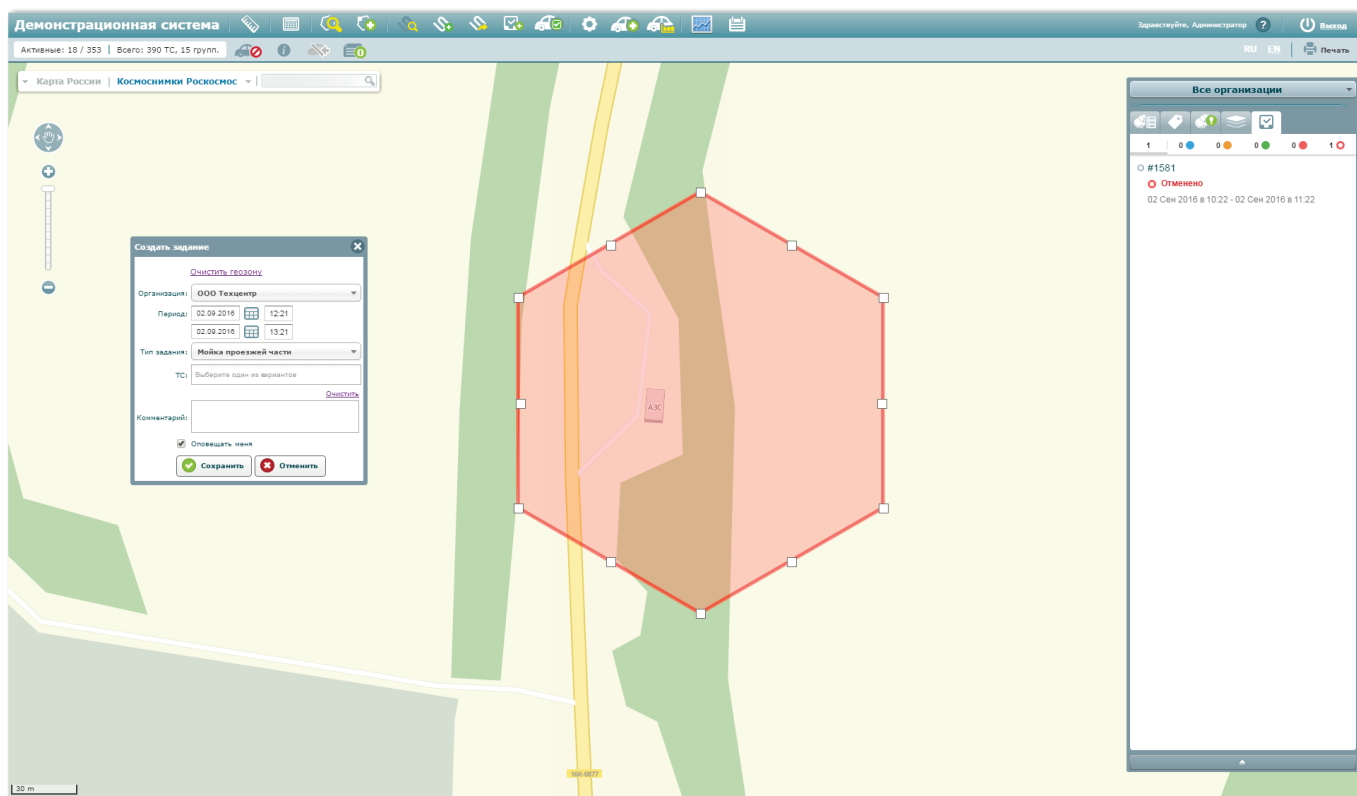 Демонстрационная система
Здравствуйте, Администратор ? Выход
Активные: 18 / 353 | Всего: 390 ТС, 15 групп.
RU EN Печать
Карта России | Космоснимки Роскосмос
Все организации
1 0 0 0 0 1
#1581
Отменено
02 Сен 2016 в 10:22 - 02 Сен 2016 в 11:22
Создать задание
Очистить геозону
Организация: ООО Техцентр
Период: 02.09.2016 12:21
02.09.2016 13:21
Тип задания: Мойка проезжей части
ТС: Выберите один из вариантов
Очистить
Комментарий:
Оповещать меня
Сохранить Отменить
АЗС
16К-0877
30 m